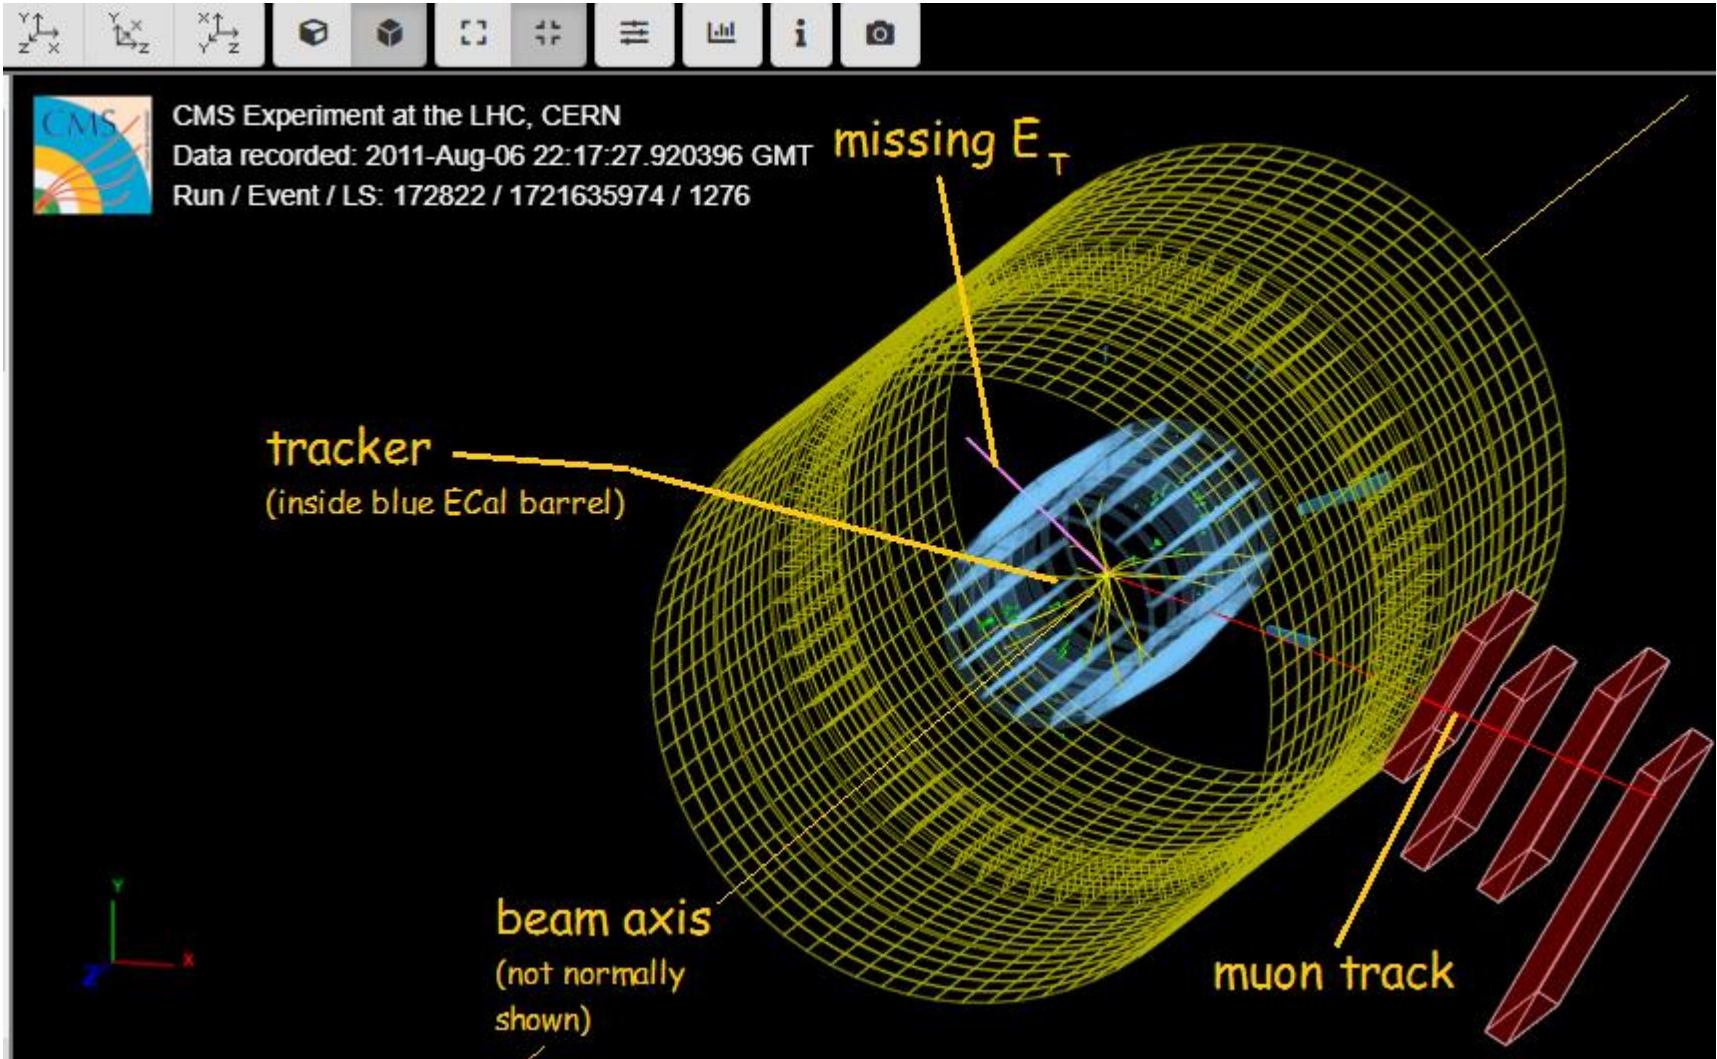 Y
Z X
Y X
Z
X
Y Z
CMS
CMS Experiment at the LHC, CERN
Data recorded: 2011-Aug-06 22:17:27.920396 GMT
Run / Event / LS: 172822 / 1721635974 / 1276
missing E T
tracker
(inside blue ECal barrel)
beam axis
(not normally
shown)
muon track
Y
Z X